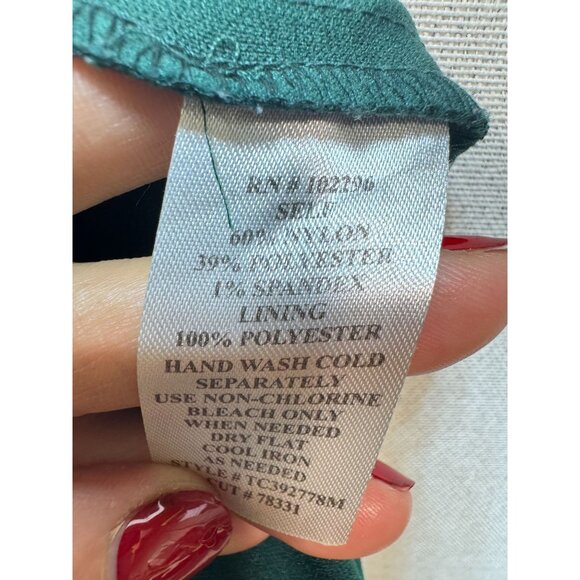 RN # 102296
SELF
60% NYLON
39% POLYESTER
1% SPANDEX
LINING
100% POLYESTER
HAND WASH COLD
SEPARATELY
USE NON-CHLORINE
BLEACH ONLY
WHEN NEEDED
DRY FLAT
COOL IRON
AS NEEDED
STYLE # TC392778M
CUT # 78331